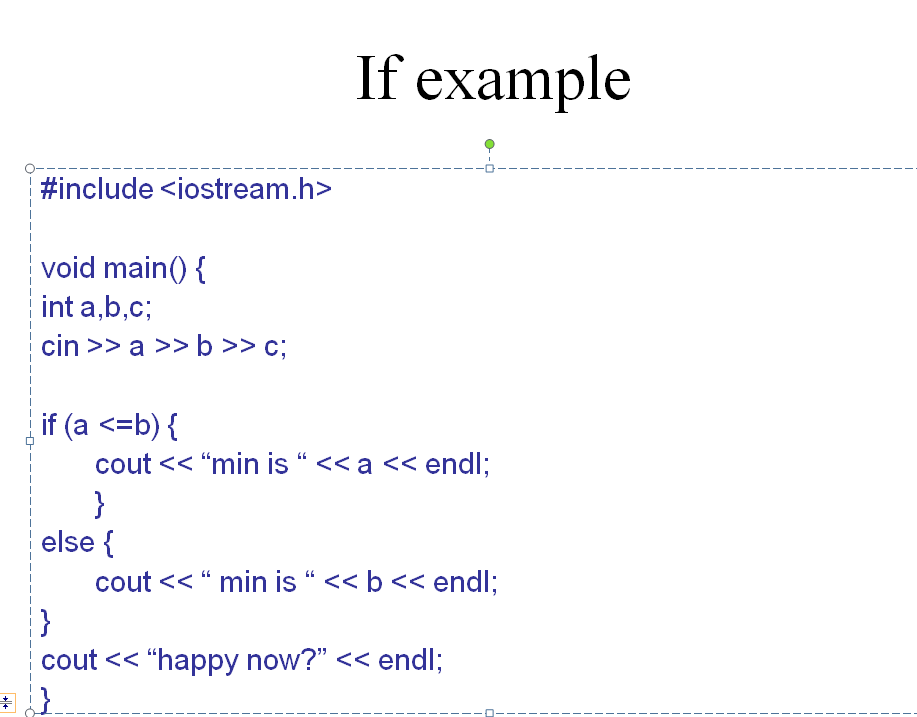 If example
#include <iostream.h>
void main() {
int a,b,c;
cin >> a >> b >> c;
if (a <=b) {
cout << “min is “ << a << endl;
}
else {
cout << “ min is “ << b << endl;
}
cout << “happy now?” << endl;
}